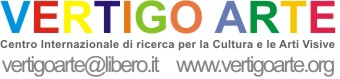 VERTIGO ARTE
Centro Internazionale di ricerca per la Cultura e le Arti Visive
vertigoarte@libero.it www.vertigoarte.org